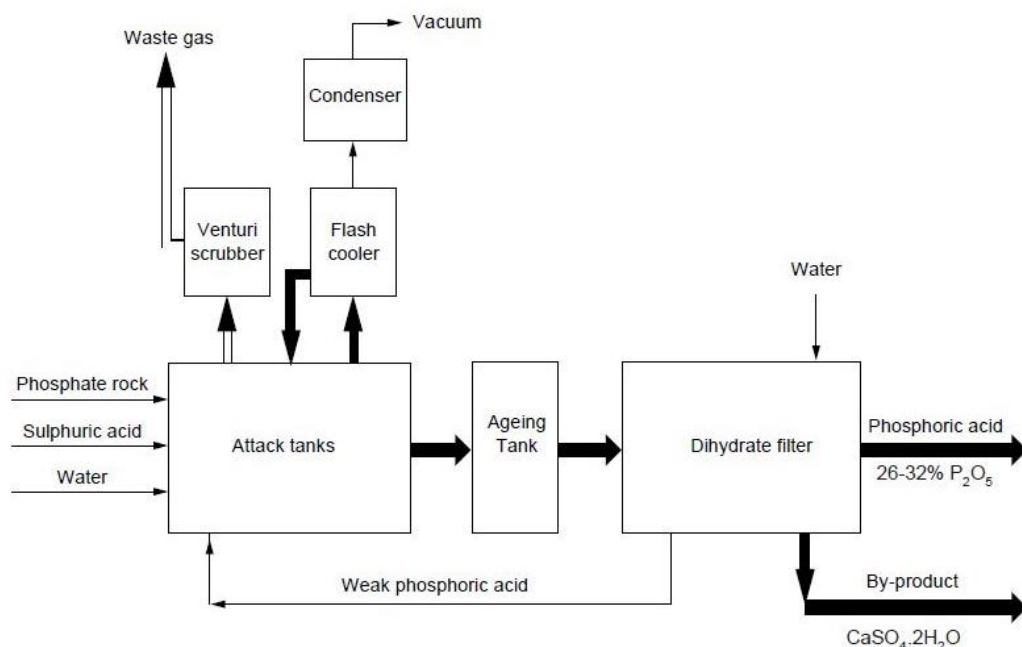 Vacuum
Waste gas
Condenser
Venturi
scrubber
Flash
cooler
Water
Phosphate rock
Sulphuric acid
Water
Attack tanks
Ageing
Tank
Dihydrate filter
Phosphoric acid
26-32% P₂O₅
Weak phosphoric acid
By-product
CaSO₄.2H₂O